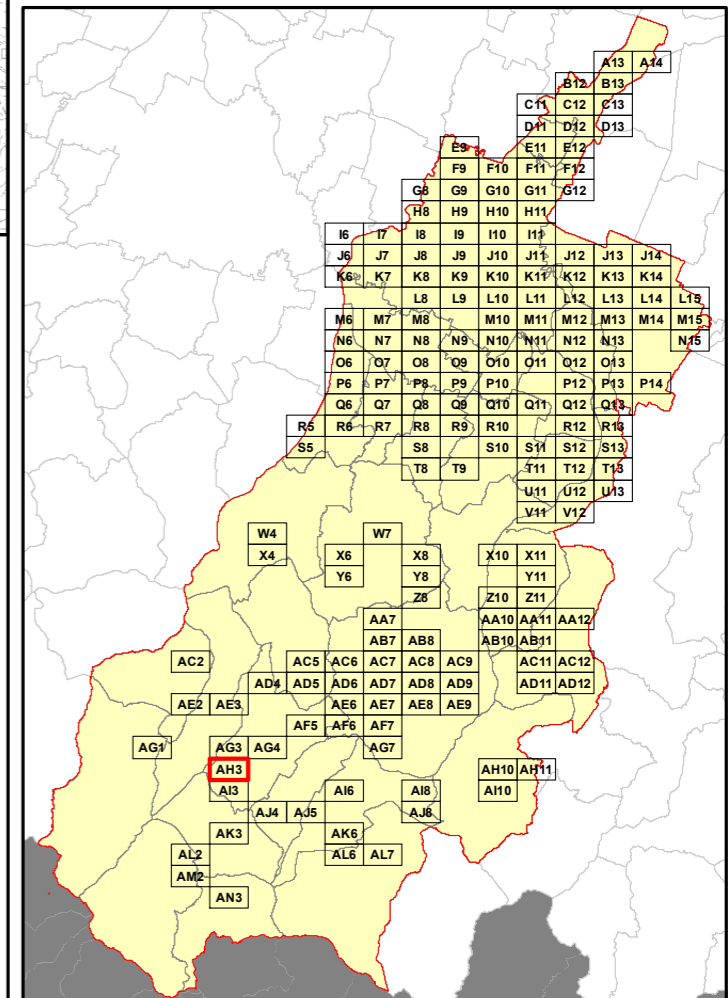 A13 A14
B12 B13
C11 C12 C13
D11 D12 D13
E9 E11 E12
F9 F10 F11 F12
G8 G9 G10 G11 G12
H8 H9 H10 H11
I6 I7 I8 I9 I10 I11
J6 J7 J8 J9 J10 J11 J12 J13 J14
K6 K7 K8 K9 K10 K11 K12 K13 K14
L8 L9 L10 L11 L12 L13 L14 L15
M6 M7 M8 M10 M11 M12 M13 M14 M15
N6 N7 N8 N9 N10 N11 N12 N13 N15
O6 O7 O8 O9 O10 O11 O12 O13
P6 P7 P8 P9 P10 P12 P13 P14
Q6 Q7 Q8 Q9 Q10 Q11 Q12 Q13
R5 R6 R7 R8 R9 R10 R12 R13
S5 S8 S10 S11 S12 S13
T8 T9 T11 T12 T13
U11 U12 U13
V11 V12
W4 W7
X4 X6 X8 X10 X11
Y6 Y8 Y11
Z8 Z10 Z11
AA7 AA10 AA11 AA12
AB7 AB8 AB10 AB11
AC2 AC5 AC6 AC7 AC8 AC9 AC11 AC12
AD4 AD5 AD6 AD7 AD8 AD9 AD11 AD12
AE2 AE3 AE6 AE7 AE8 AE9
AF5 AF6 AF7
AG1 AG3 AG4 AG7
AH3 AH10 AH11
AI3 AI6 AI8 AI10
AJ4 AJ5 AJ8
AK3 AK6
AL2 AL6 AL7
AM2
AN3